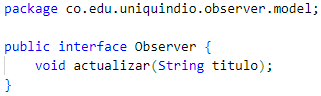 package co.edu.uniquindio.observer.model;
public interface Observer {
void actualizar(String titulo);
}